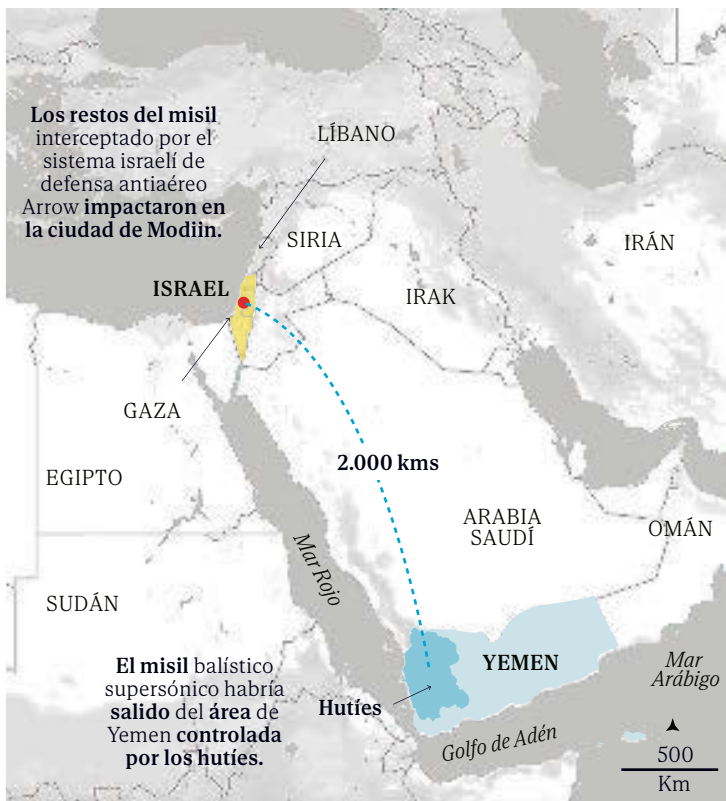 Los restos del misil
interceptado por el
sistema israelí de
defensa antiaéreo
Arrow impactaron en
la ciudad de Modiin.
LÍBANO
SIRIA
IRÁN
ISRAEL
IRAK
GAZA
2.000 kms
EGIPTO
ARABIA
SAUDÍ
OMÁN
Mar Rojo
SUDÁN
El misil balístico
supersónico habría
salido del área de
Yemen controlada
por los hutíes.
YEMEN
Hutíes
Mar
Arábigo
Golfo de Adén
500
Km